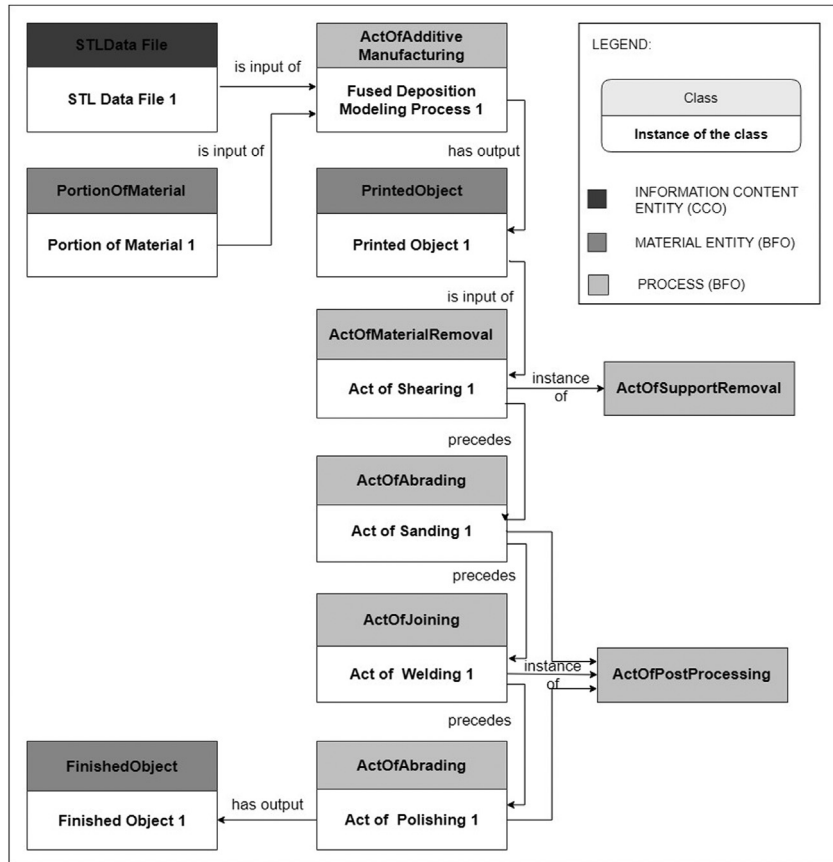 STLData File
STL Data File 1
is input of
ActOfAdditive
Manufacturing
Fused Deposition
Modeling Process 1
LEGEND:
Class
Instance of the class
INFORMATION CONTENT
ENTITY (CCO)
MATERIAL ENTITY (BFO)
PROCESS (BFO)
is input of
has output
PortionOfMaterial
Portion of Material 1
PrintedObject
Printed Object 1
is input of
ActOfMaterialRemoval
Act of Shearing 1
instance
of
ActOfSupportRemoval
precedes
ActOfAbrading
Act of Sanding 1
precedes
ActOfJoining
Act of  Welding 1
instance
of
ActOfPostProcessing
precedes
FinishedObject
Finished Object 1
has output
ActOfAbrading
Act of  Polishing 1